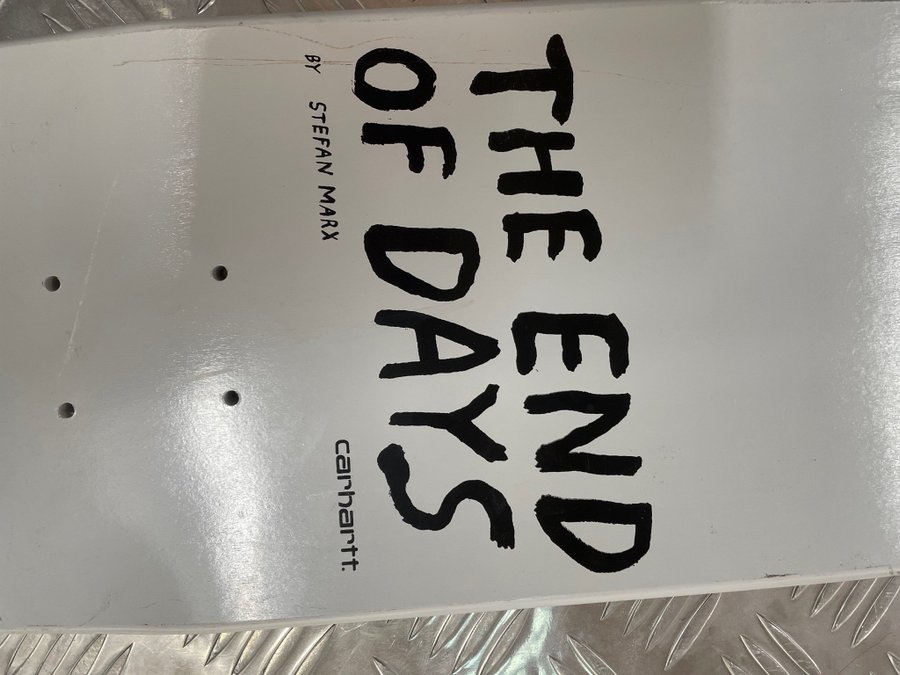 THE END
OF DAYS
BY STEFAN MARX
carhartt.